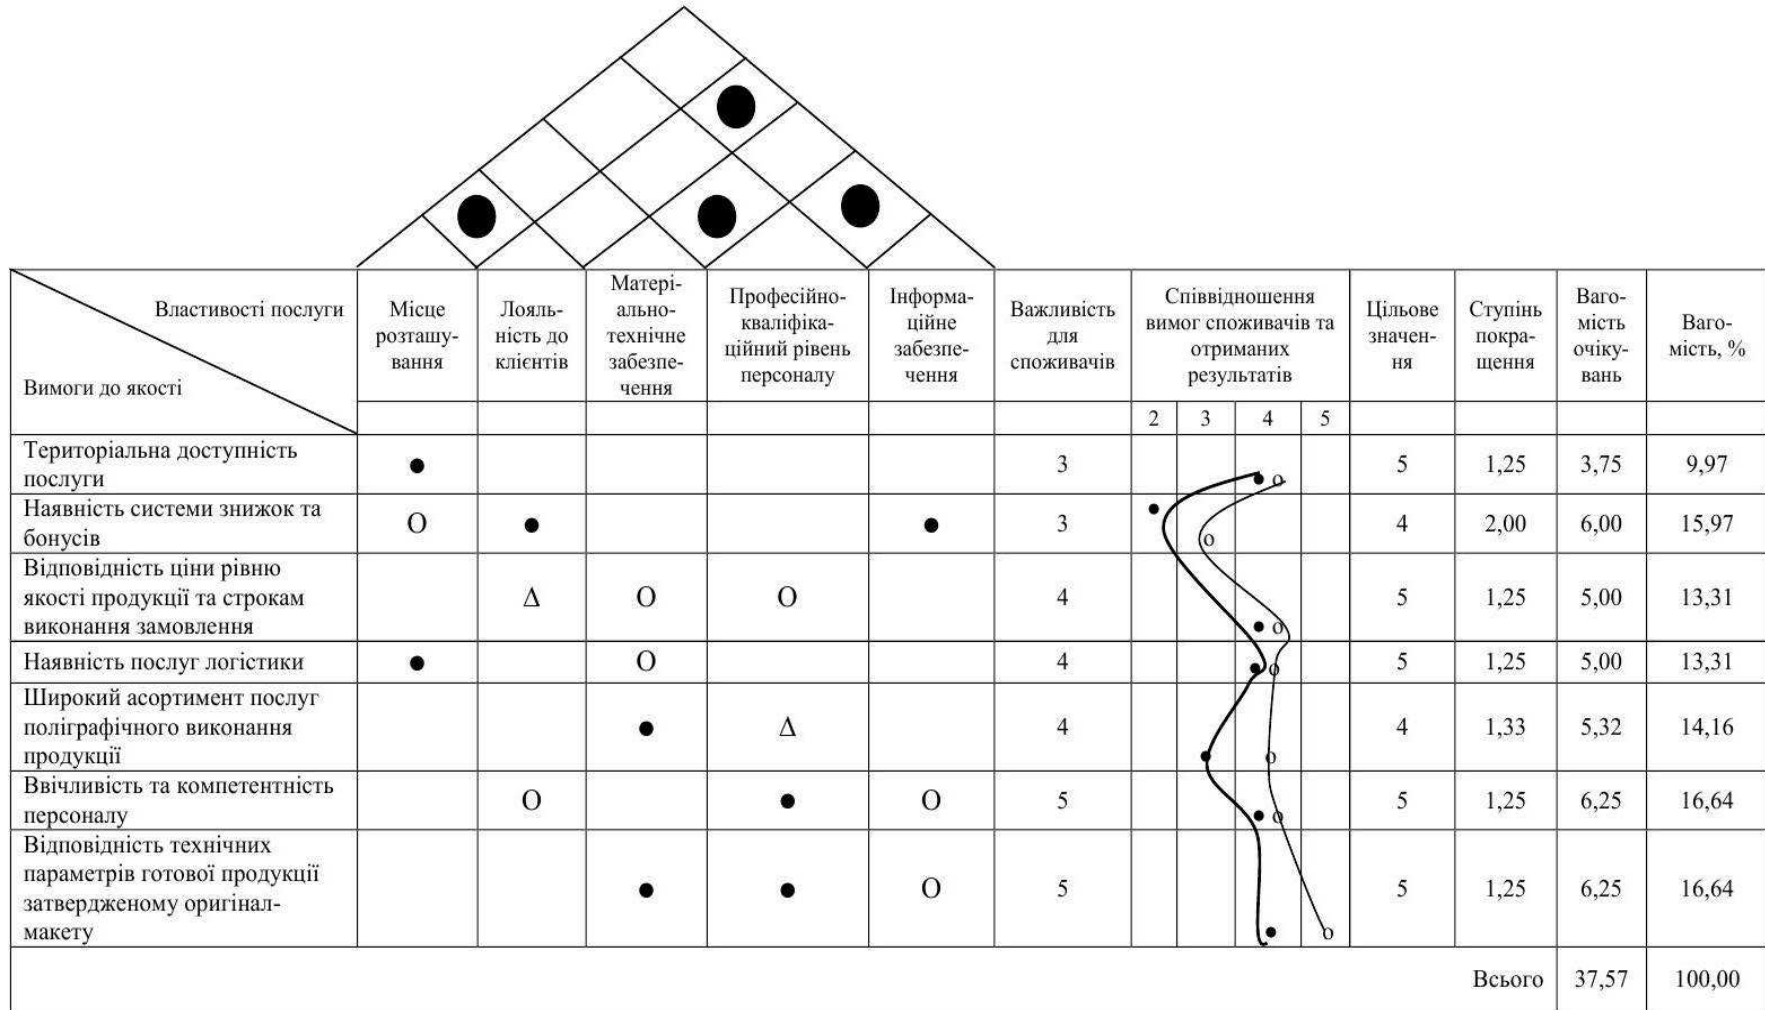 Властивості послуги
Вимоги до якості
Місце
розташу-
вання
Лояль-
ність до
клієнтів
Матері-
ально-
технічне
забезпе-
чення
Професійно-
кваліфіка-
ційний рівень
персоналу
Інформа-
ційне
забезпе-
чення
Важливість
для
споживачів
Співвідношення
вимог споживачів та
отриманих
результатів
Цільове
значен-
ня
Ступінь
покра-
щення
Ваго-
мість
очіку-
вань
Ваго-
мість, %
2 3 4 5
Територіальна доступність
послуги
● 3 ● о 5 1,25 3,75 9,97
Наявність системи знижок та
бонусів
О ● ● 3 ● о 4 2,00 6,00 15,97
Відповідність ціни рівню
якості продукції та строкам
виконання замовлення
Δ О О 4 ● о 5 1,25 5,00 13,31
Наявність послуг логістики
● О 4 ● о 5 1,25 5,00 13,31
Широкий асортимент послуг
поліграфічного виконання
продукції
● Δ 4 ● о 4 1,33 5,32 14,16
Ввічливість та компетентність
персоналу
О ● О 5 ● о 5 1,25 6,25 16,64
Відповідність технічних
параметрів готової продукції
затвердженому оригінал-
макету
● ● О 5 ● о 5 1,25 6,25 16,64
Всього 37,57 100,00